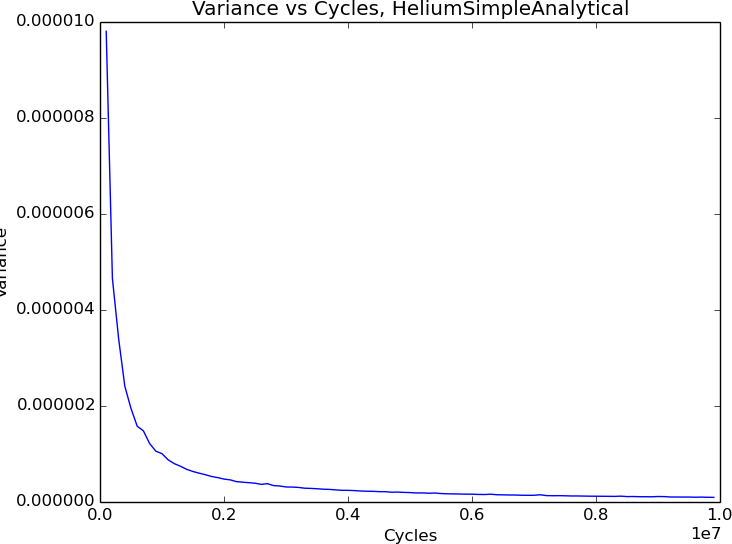 Variance vs Cycles, HeliumSimpleAnalytical
0.000010
0.000008
0.000006
0.000004
0.000002
0.000000
Variance
0.0 0.2 0.4 0.6 0.8 1.0
1e7
Cycles